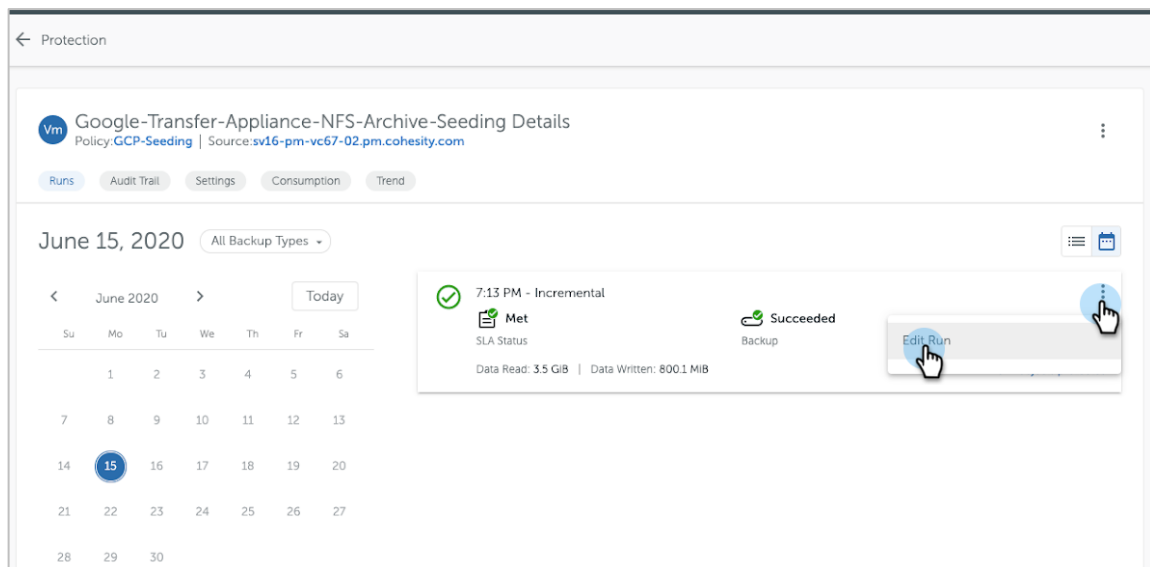 Protection
Vm
Google-Transfer-Appliance-NFS-Archive-Seeding Details
Policy:GCP-Seeding | Source:sv16-pm-vc67-02.pm.cohesity.com
Runs Audit Trail Settings Consumption Trend
June 15, 2020 All Backup Types
June 2020 Today
Su Mo Tu We Th Fr Sa
1 2 3 4 5 6
7 8 9 10 11 12 13
14 15 16 17 18 19 20
21 22 23 24 25 26 27
28 29 30
7:13 PM - Incremental
Met Succeeded
SLA Status Backup
Edit Run
Data Read: 3.5 GiB | Data Written: 800.1 MiB